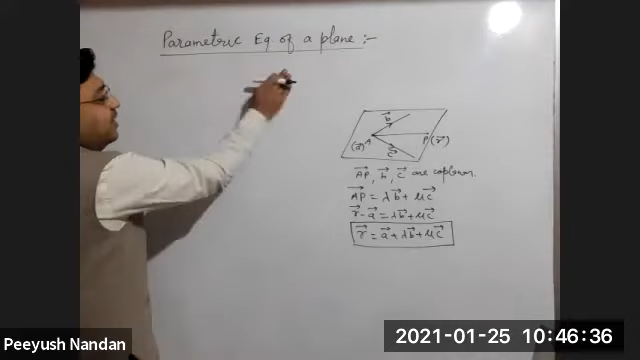 Parametric Eq. of a plane :-
b⃗
(a⃗) A
P(r⃗)
c⃗
AP⃗, b⃗, c⃗ are coplanar.
AP⃗ = λb⃗ + μc⃗
r⃗ - a⃗ = λb⃗ + μc⃗
r⃗ = a⃗ + λb⃗ + μc⃗
Peeyush Nandan
2021-01-25 10:46:36